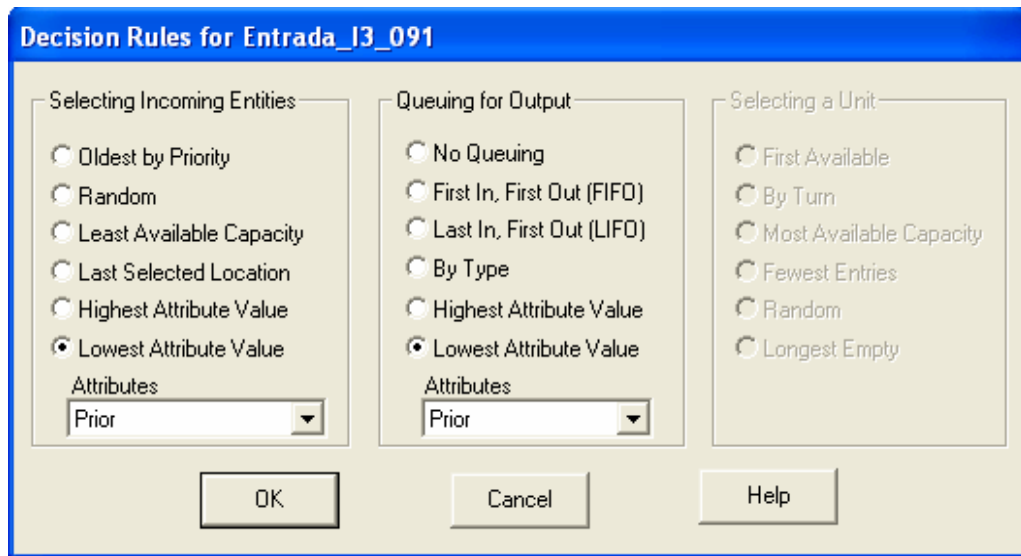 Decision Rules for Entrada_I3_091
Selecting Incoming Entities
Oldest by Priority
Random
Least Available Capacity
Last Selected Location
Highest Attribute Value
Lowest Attribute Value
Attributes
Prior
Queuing for Output
No Queuing
First In, First Out (FIFO)
Last In, First Out (LIFO)
By Type
Highest Attribute Value
Lowest Attribute Value
Attributes
Prior
Selecting a Unit
First Available
By Turn
Most Available Capacity
Fewest Entries
Random
Longest Empty
OK
Cancel
Help